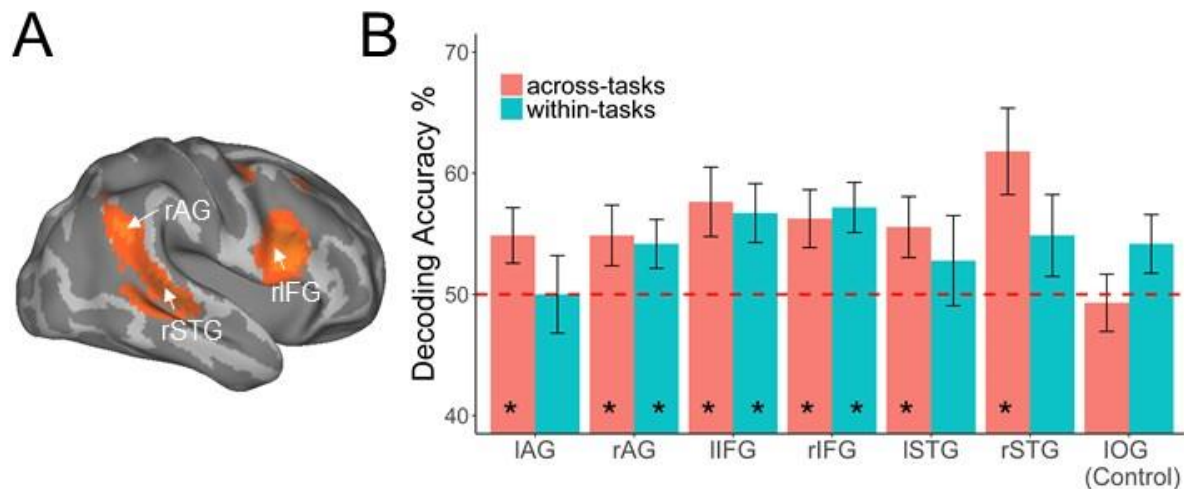 A
rAG
rIFG
rSTG
B
Decoding Accuracy %
70
60
50
40
across-tasks
within-tasks
* * * * * * * * *
lAG rAG lIFG rIFG lSTG rSTG lOG
(Control)